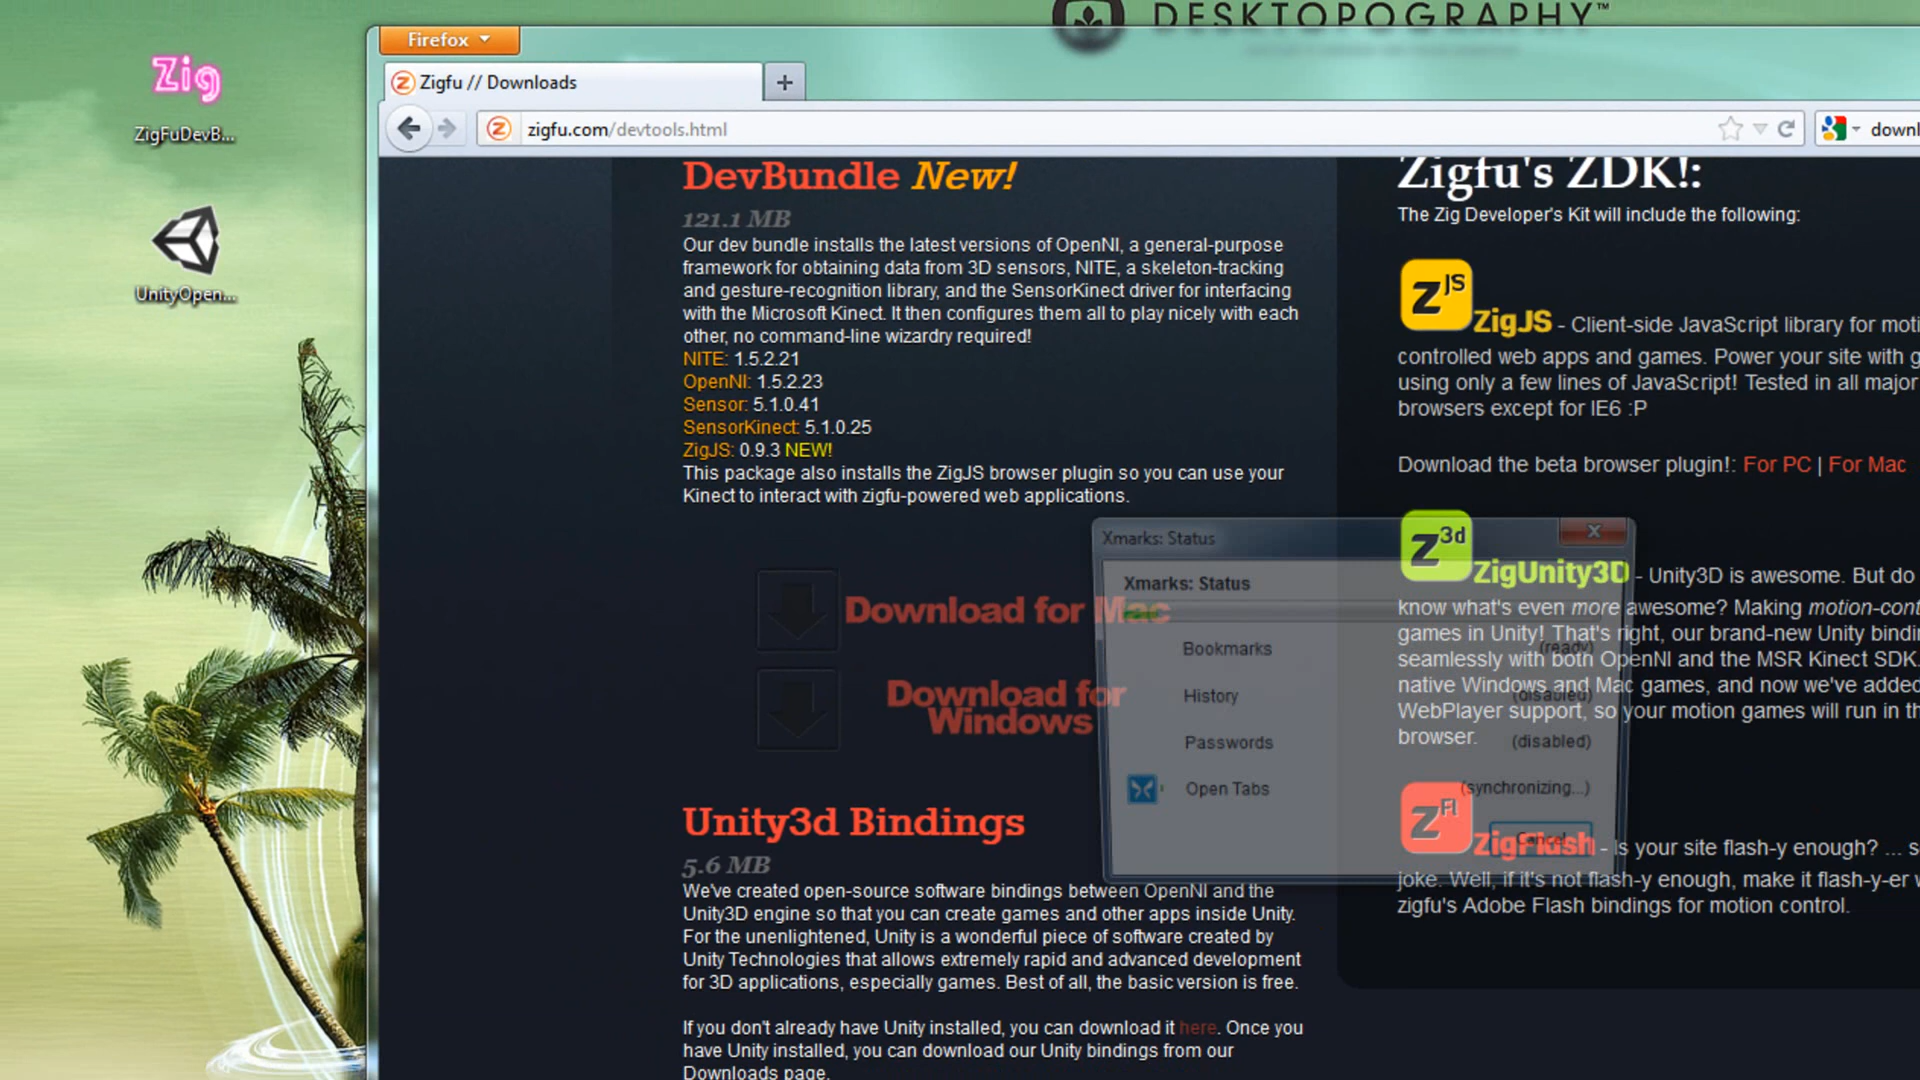 DESKTOPOGRAPHY™
Zig
ZigFuDevB...
UnityOpen...
Firefox
Zigfu // Downloads
zigfu.com/devtools.html
downl
DevBundle New!
121.1 MB
Our dev bundle installs the latest versions of OpenNI, a general-purpose
framework for obtaining data from 3D sensors, NITE, a skeleton-tracking
and gesture-recognition library, and the SensorKinect driver for interfacing
with the Microsoft Kinect. It then configures them all to play nicely with each
other, no command-line wizardry required!
NITE: 1.5.2.21
OpenNI: 1.5.2.23
Sensor: 5.1.0.41
SensorKinect: 5.1.0.25
ZigJS: 0.9.3 NEW!
This package also installs the ZigJS browser plugin so you can use your
Kinect to interact with zigfu-powered web applications.
Download for Mac
Download for
Windows
Unity3d Bindings
5.6 MB
We've created open-source software bindings between OpenNI and the
Unity3D engine so that you can create games and other apps inside Unity.
For the unenlightened, Unity is a wonderful piece of software created by
Unity Technologies that allows extremely rapid and advanced development
for 3D applications, especially games. Best of all, the basic version is free.
If you don't already have Unity installed, you can download it here. Once you
have Unity installed, you can download our Unity bindings from our
Downloads page.
Zigfu's ZDK!:
The Zig Developer's Kit will include the following:
Z JS
ZigJS - Client-side JavaScript library for moti
controlled web apps and games. Power your site with g
using only a few lines of JavaScript! Tested in all major
browsers except for IE6 :P
Download the beta browser plugin!: For PC | For Mac
Z 3d
ZigUnity3D - Unity3D is awesome. But do
know what's even more awesome? Making motion-cont
games in Unity! That's right, our brand-new Unity bindin
seamlessly with both OpenNI and the MSR Kinect SDK.
native Windows and Mac games, and now we've added
WebPlayer support, so your motion games will run in th
browser.
Z Fl
ZigFlash - Is your site flash-y enough? ... s
joke. Well, if it's not flash-y enough, make it flash-y-er w
zigfu's Adobe Flash bindings for motion control.
Xmarks: Status
Xmarks: Status
Bookmarks (ready)
History (disabled)
Passwords (disabled)
Open Tabs (synchronizing...)
Cancel